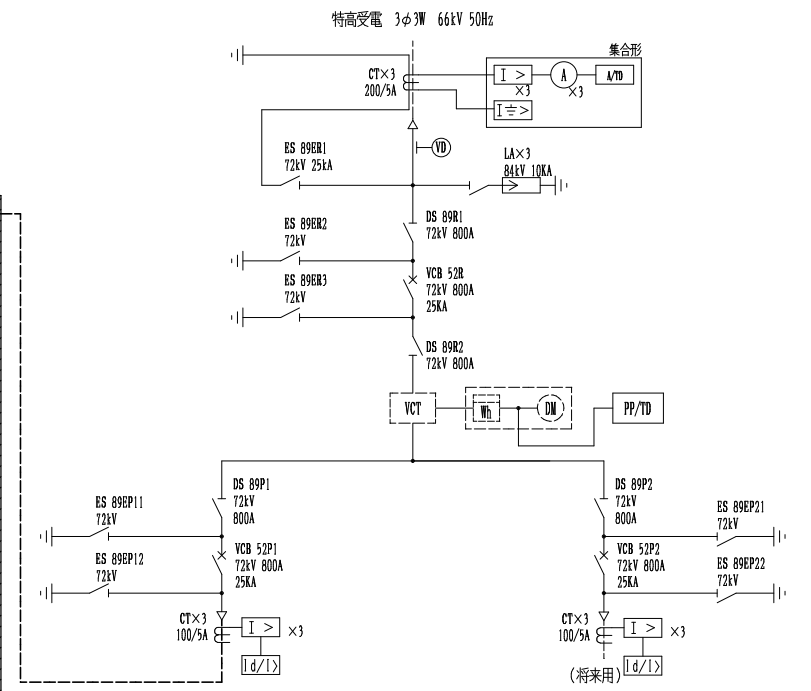 特高受電 3φ3W 66kV 50Hz
集合形
CT×3
200/5A
I >
×3
A
×3
A/TD
I ⏚ >
VD
ES 89ER1
72kV 25kA
LA×3
84kV 10KA
DS 89R1
72kV 800A
ES 89ER2
72kV
VCB 52R
72kV 800A
25KA
ES 89ER3
72kV
DS 89R2
72kV 800A
VCT
Wh
DM
PP/TD
DS 89P1
72kV
800A
DS 89P2
72kV
800A
ES 89EP11
72kV
ES 89EP21
72kV
VCB 52P1
72kV 800A
25KA
VCB 52P2
72kV 800A
25KA
ES 89EP12
72kV
ES 89EP22
72kV
CT×3
100/5A
I >
×3
Id/I>
CT×3
100/5A
I >
×3
Id/I>
(将来用)